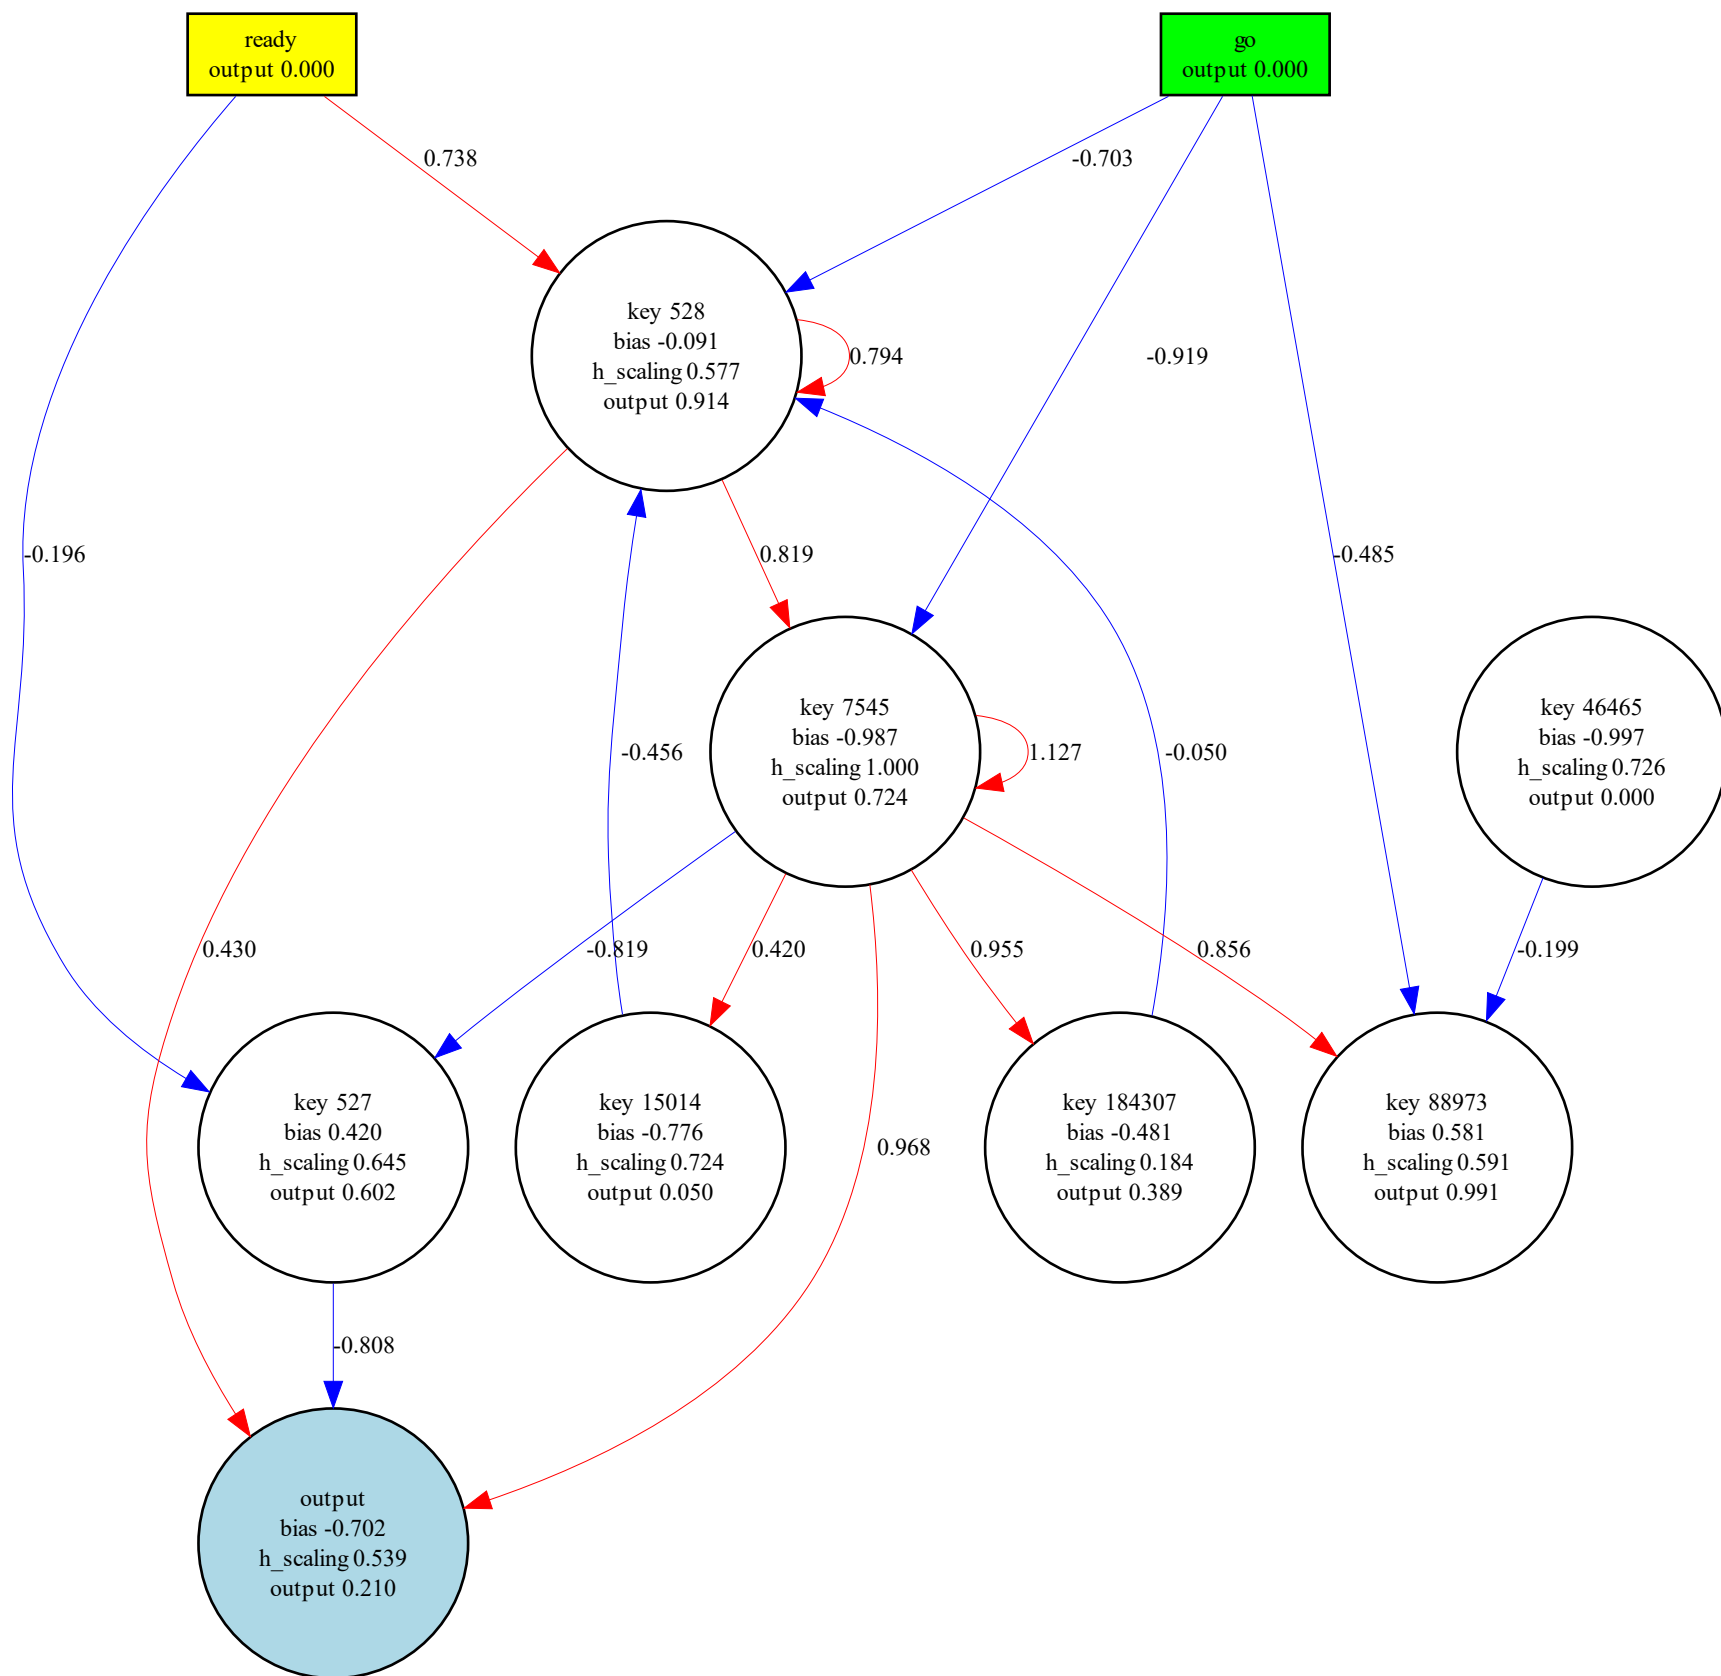 ready
output 0.000
go
output 0.000
0.738
-0.703
key 528
bias -0.091
h_scaling 0.577
output 0.914
0.794
-0.919
-0.196
0.819
-0.485
key 7545
bias -0.987
h_scaling 1.000
output 0.724
1.127
-0.456
-0.050
key 46465
bias -0.997
h_scaling 0.726
output 0.000
0.430
-0.819
0.420
0.955
0.856
-0.199
key 527
bias 0.420
h_scaling 0.645
output 0.602
key 15014
bias -0.776
h_scaling 0.724
output 0.050
0.968
key 184307
bias -0.481
h_scaling 0.184
output 0.389
key 88973
bias 0.581
h_scaling 0.591
output 0.991
-0.808
output
bias -0.702
h_scaling 0.539
output 0.210